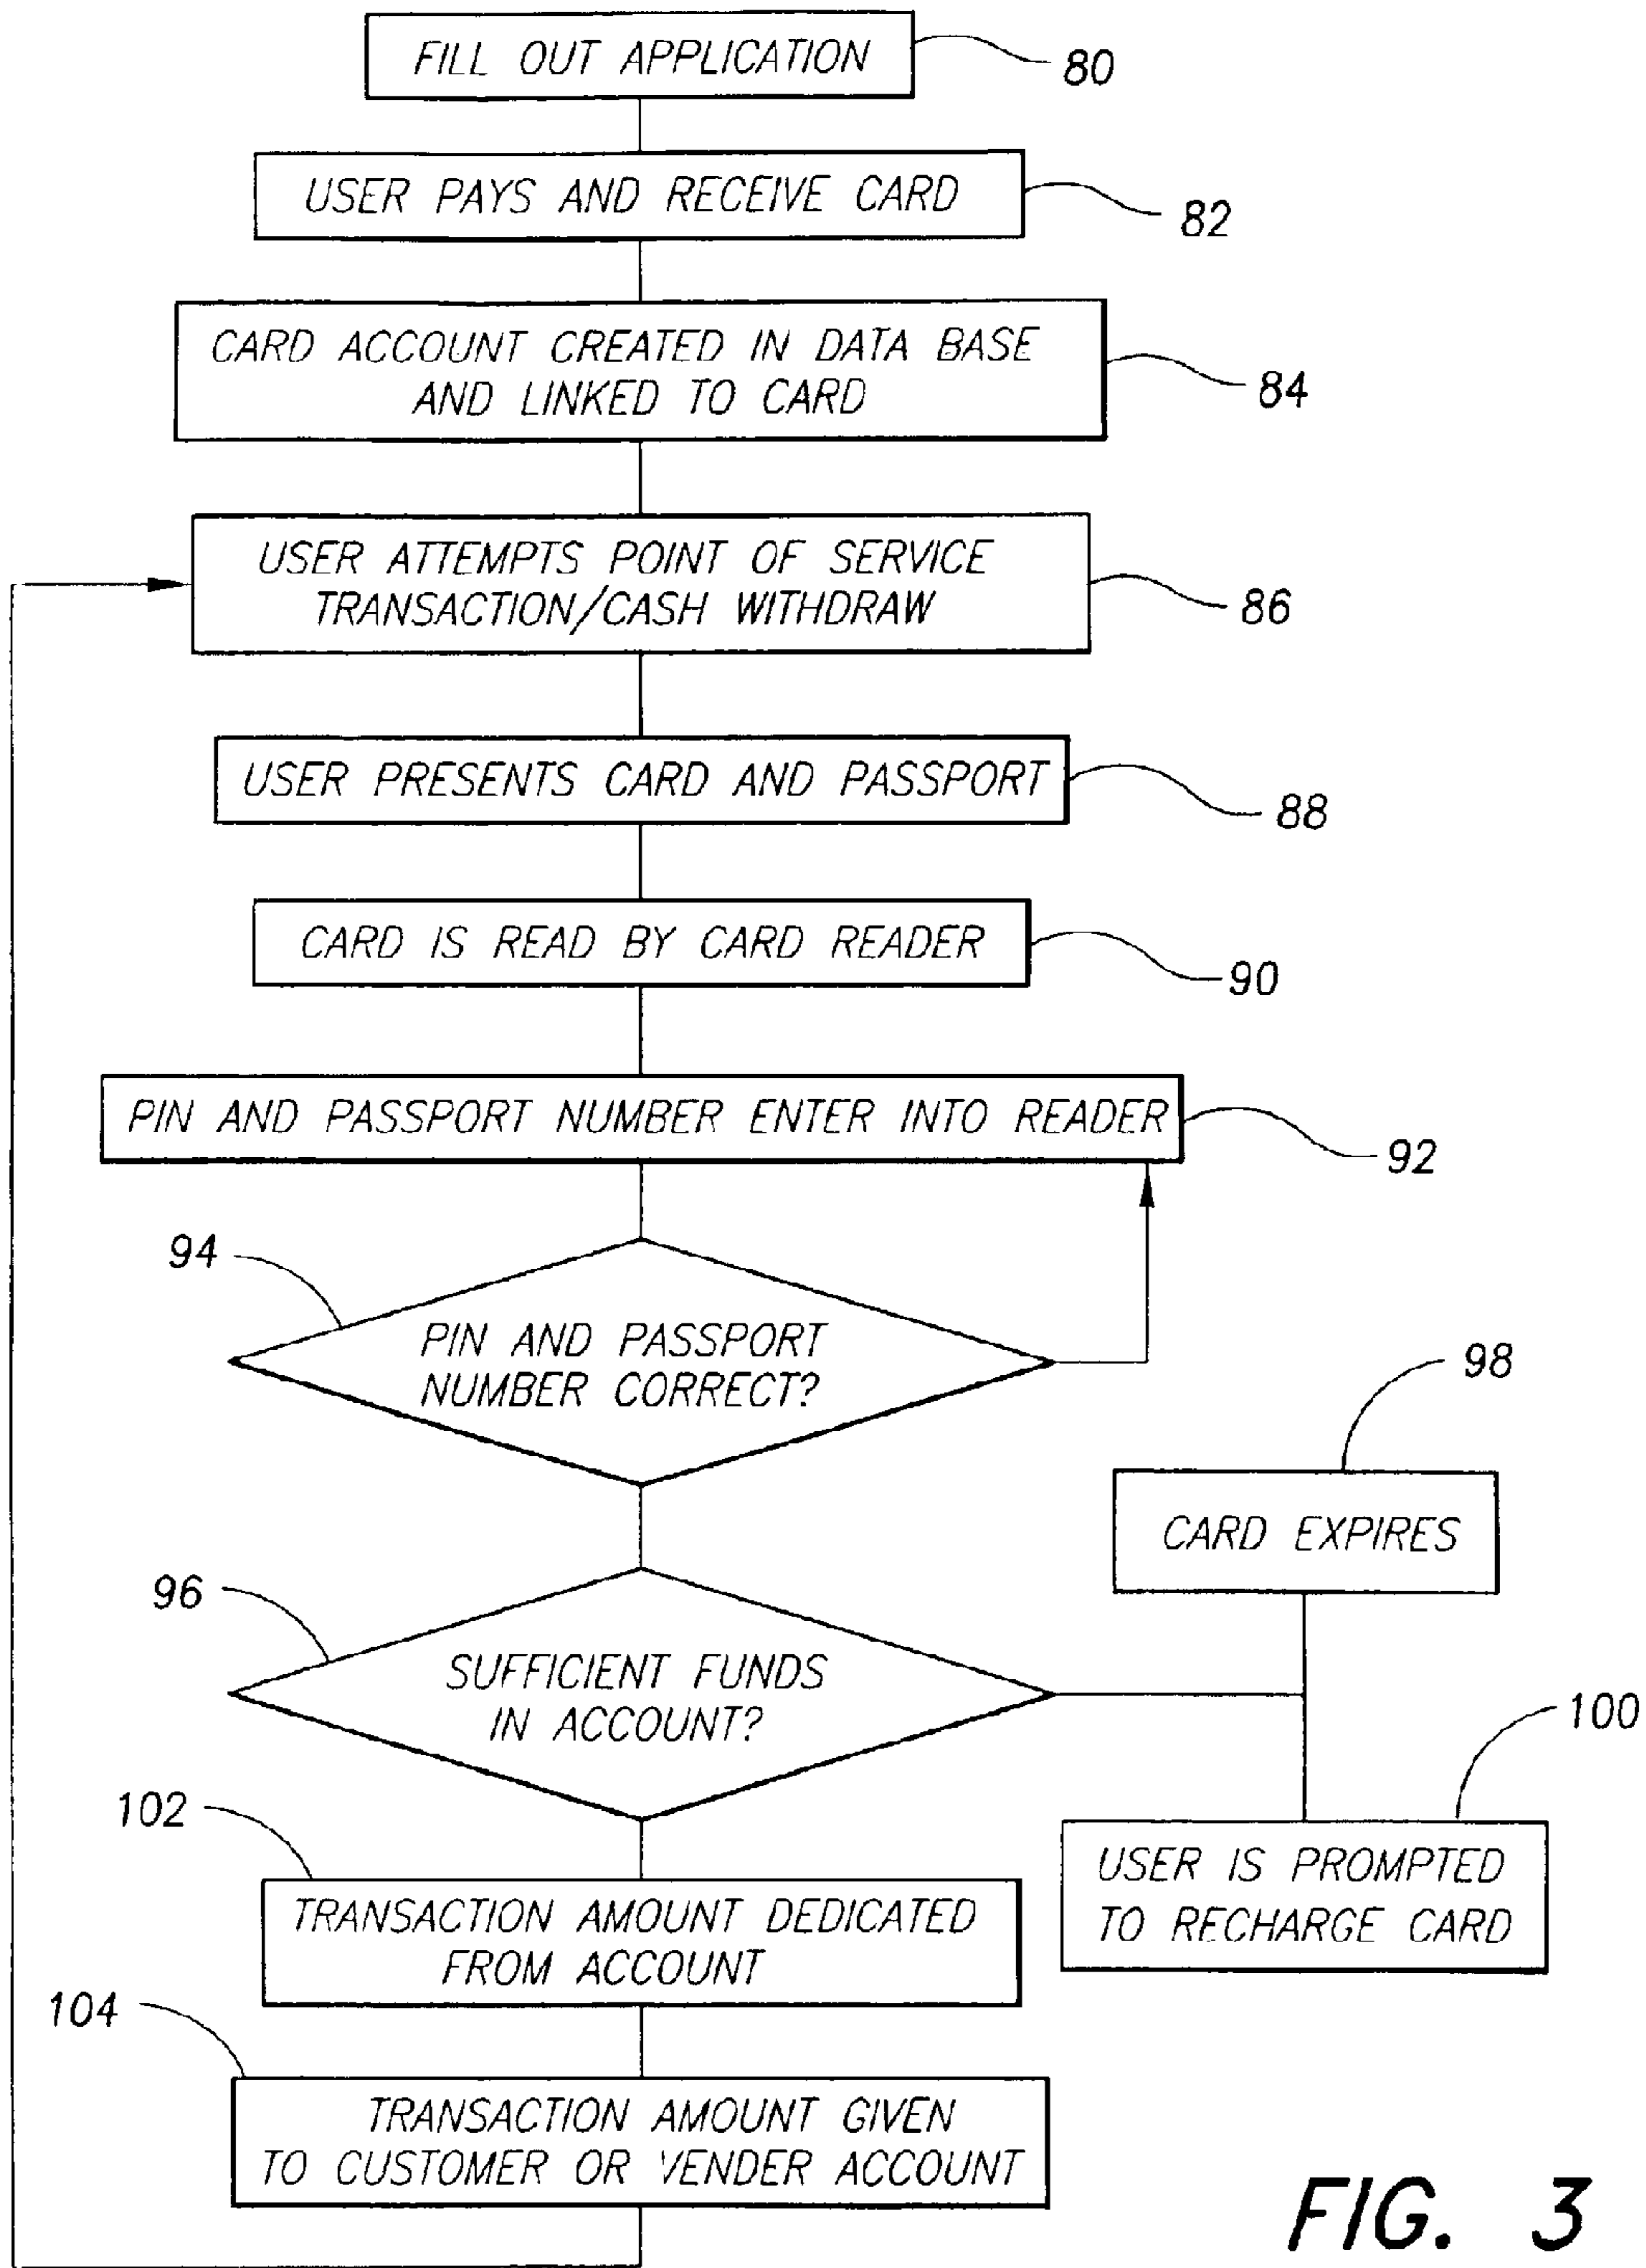 FILL OUT APPLICATION
80
USER PAYS AND RECEIVE CARD
82
CARD ACCOUNT CREATED IN DATA BASE
AND LINKED TO CARD
84
USER ATTEMPTS POINT OF SERVICE
TRANSACTION/CASH WITHDRAW
86
USER PRESENTS CARD AND PASSPORT
88
CARD IS READ BY CARD READER
90
PIN AND PASSPORT NUMBER ENTER INTO READER
92
94
PIN AND PASSPORT
NUMBER CORRECT?
98
CARD EXPIRES
96
SUFFICIENT FUNDS
IN ACCOUNT?
100
USER IS PROMPTED
TO RECHARGE CARD
102
TRANSACTION AMOUNT DEDICATED
FROM ACCOUNT
104
TRANSACTION AMOUNT GIVEN
TO CUSTOMER OR VENDER ACCOUNT
FIG. 3